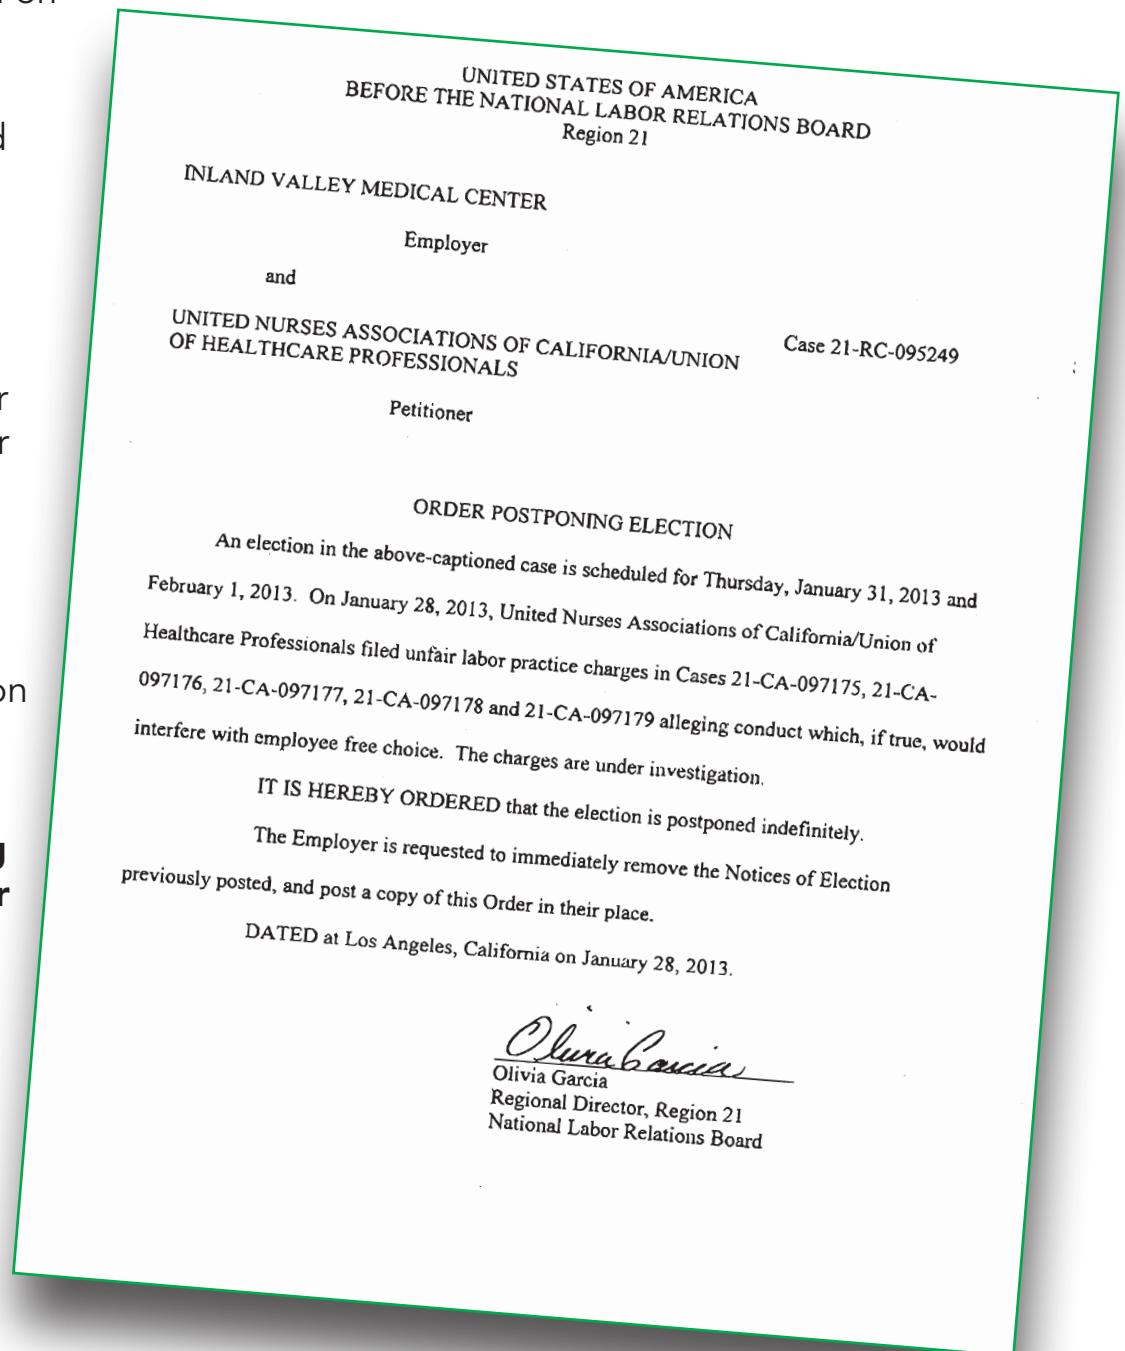 UNITED STATES OF AMERICA
BEFORE THE NATIONAL LABOR RELATIONS BOARD
Region 21
INLAND VALLEY MEDICAL CENTER
Employer
and
UNITED NURSES ASSOCIATIONS OF CALIFORNIA/UNION
OF HEALTHCARE PROFESSIONALS
Case 21-RC-095249
Petitioner
ORDER POSTPONING ELECTION
An election in the above-captioned case is scheduled for Thursday, January 31, 2013 and
February 1, 2013. On January 28, 2013, United Nurses Associations of California/Union of
Healthcare Professionals filed unfair labor practice charges in Cases 21-CA-097175, 21-CA-
097176, 21-CA-097177, 21-CA-097178 and 21-CA-097179 alleging conduct which, if true, would
interfere with employee free choice. The charges are under investigation.
IT IS HEREBY ORDERED that the election is postponed indefinitely.
The Employer is requested to immediately remove the Notices of Election
previously posted, and post a copy of this Order in their place.
DATED at Los Angeles, California on January 28, 2013.
Olivia Garcia
Olivia Garcia
Regional Director, Region 21
National Labor Relations Board